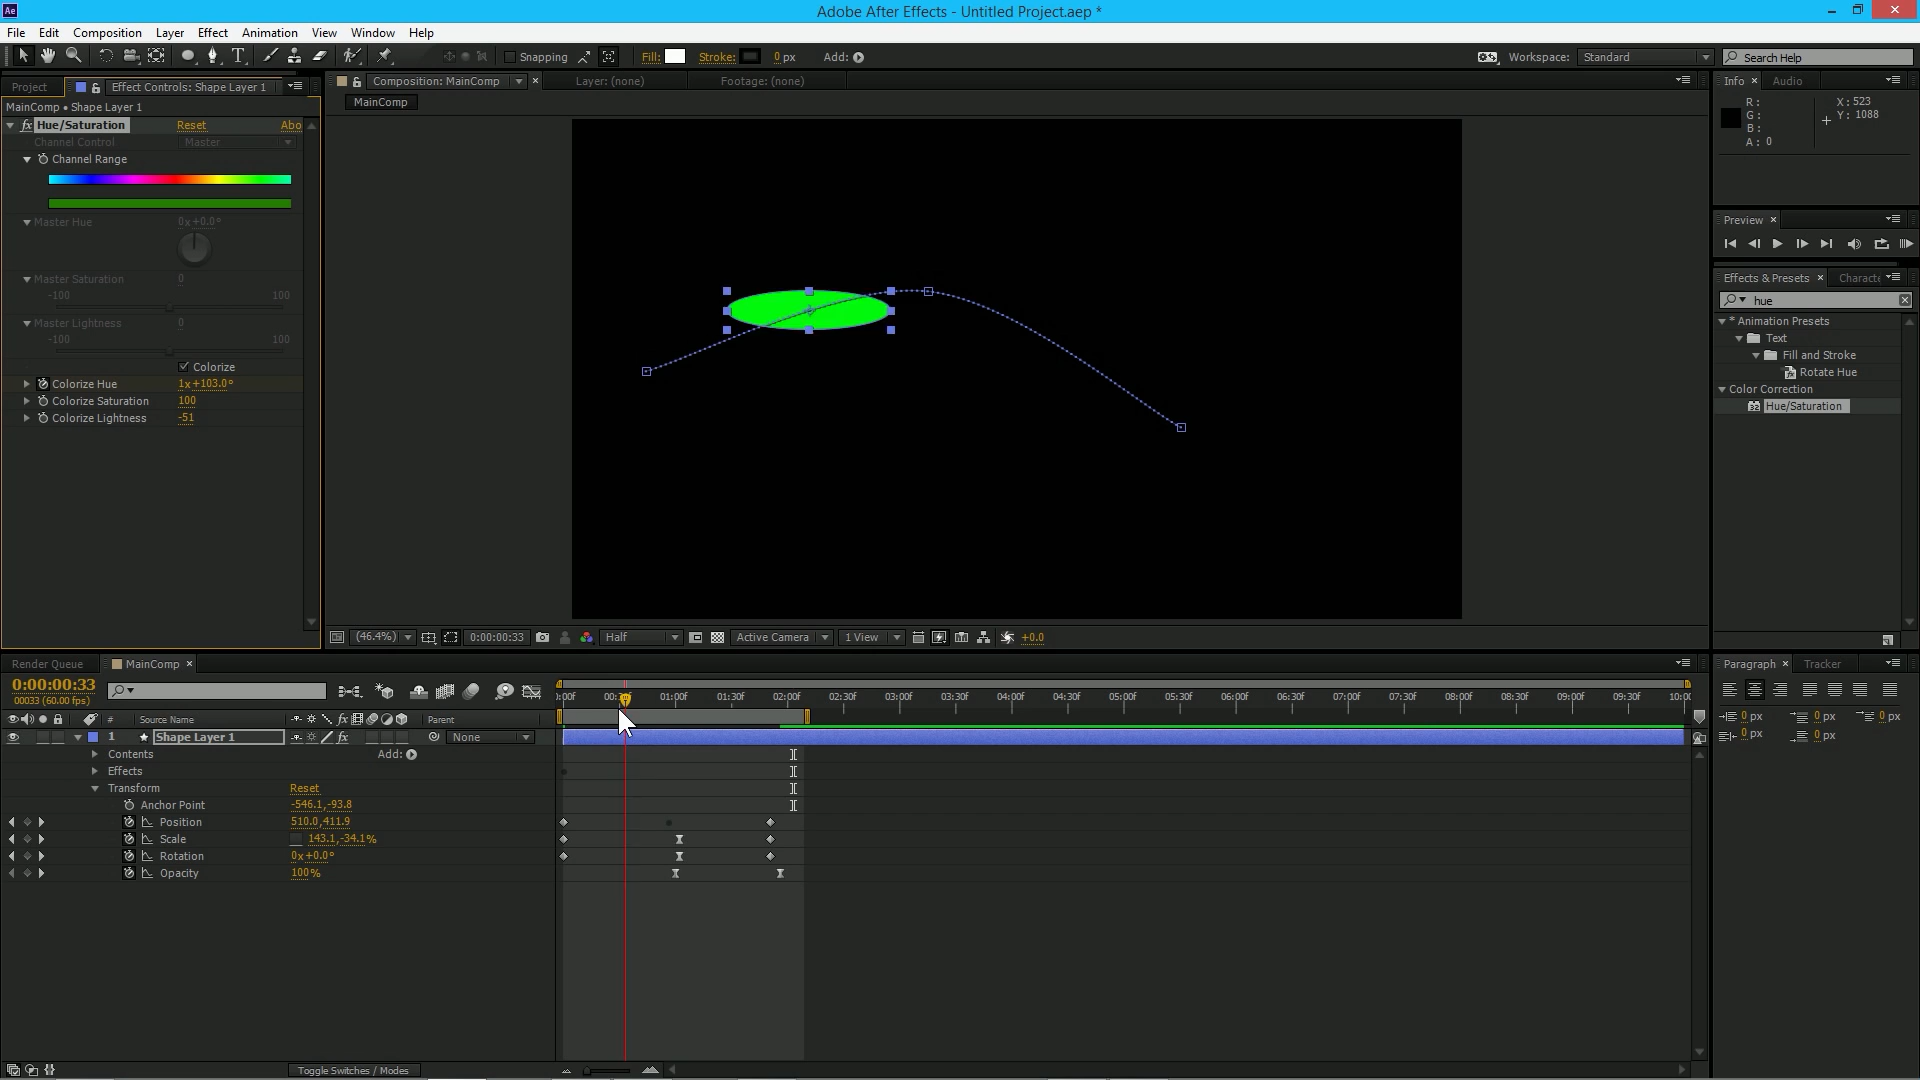 Ae
Adobe After Effects - Untitled Project.aep *
File Edit Composition Layer Effect Animation View Window Help
Snapping Fill: Stroke: 0 px Add: Workspace: Standard Search Help
Project Effect Controls: Shape Layer 1 Composition: MainComp Layer: (none) Footage: (none) Info Audio
MainComp • Shape Layer 1
MainComp
fx Hue/Saturation Reset Abo
Channel Control Master
Channel Range
Master Hue 0x+0.0°
Master Saturation 0
-100 100
Master Lightness 0
-100 100
Colorize
Colorize Hue 1x+103.0°
Colorize Saturation 100
Colorize Lightness -51
R: X: 523
G: Y: 1088
B:
A: 0
Preview
Effects & Presets Characte
hue
* Animation Presets
Text
Fill and Stroke
Rotate Hue
Color Correction
32 Hue/Saturation
(46.4%) 0:00:00:33 Half Active Camera 1 View +0.0
Render Queue MainComp
0:00:00:33
00033 (60.00 fps)
01:00f 01:30f 02:00f 02:30f 03:00f 03:30f 04:00f 04:30f 05:00f 05:30f 06:00f 06:30f 07:00f 07:30f 08:00f 08:30f 09:00f 09:30f
# Source Name fx Parent
1 Shape Layer 1 fx None
Contents Add:
Effects
Transform Reset
Anchor Point -546.1,-93.8
Position 510.0,411.9
Scale 143.1,-34.1%
Rotation 0x+0.0°
Opacity 100%
Toggle Switches / Modes
Paragraph Tracker
0 px 0 px 0 px
0 px 0 px